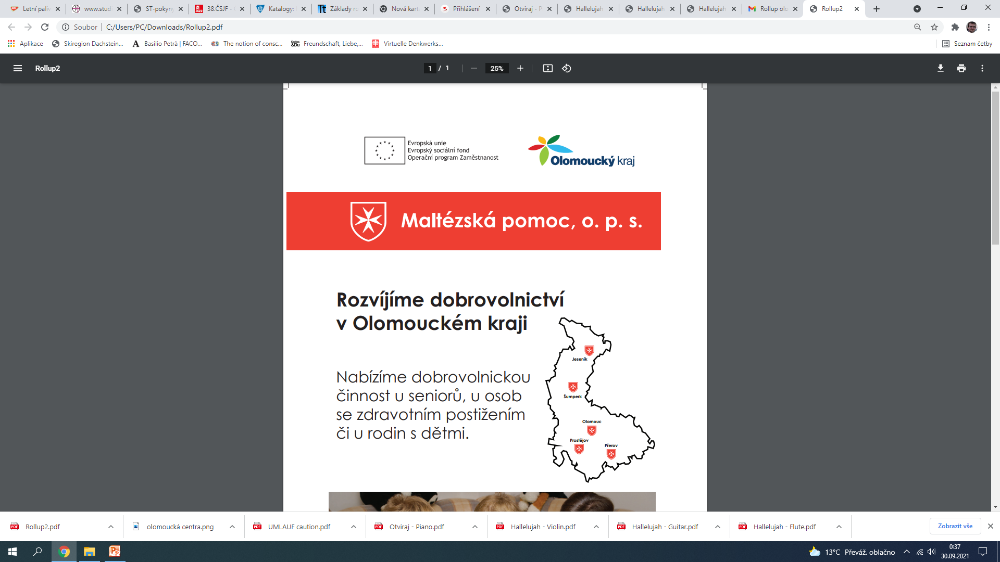 Letní paliv
www.stud
ST-pokyny
38.ČSJF -
Katalogy:
Základy ro
Nová karta
Přihlášení
Otviraj - P
Hallelujah
Hallelujah
Hallelujah
Rollup olo
Rollup2
Soubor
C:/Users/PC/Downloads/Rollup2.pdf
Aplikace
Skiregion Dachstein...
Basilio Petrà | FACO...
The notion of consc...
Freundschaft, Liebe,...
Virtuelle Denkwerks...
Seznam četby
Rollup2
1 / 1
25%
Evropská unie
Evropský sociální fond
Operační program Zaměstnanost
Olomoucký kraj
Maltézská pomoc, o. p. s.
Rozvíjíme dobrovolnictví
v Olomouckém kraji
Jeseník
Šumperk
Olomouc
Prostějov
Přerov
Nabízíme dobrovolnickou
činnost u seniorů, u osob
se zdravotním postižením
či u rodin s dětmi.
Rollup2.pdf
olomoucká centra.png
UMLAUF caution.pdf
Otviraj - Piano.pdf
Hallelujah - Violin.pdf
Hallelujah - Guitar.pdf
Hallelujah - Flute.pdf
Zobrazit vše
13°C Převáž. oblačno
0:37
30.09.2021